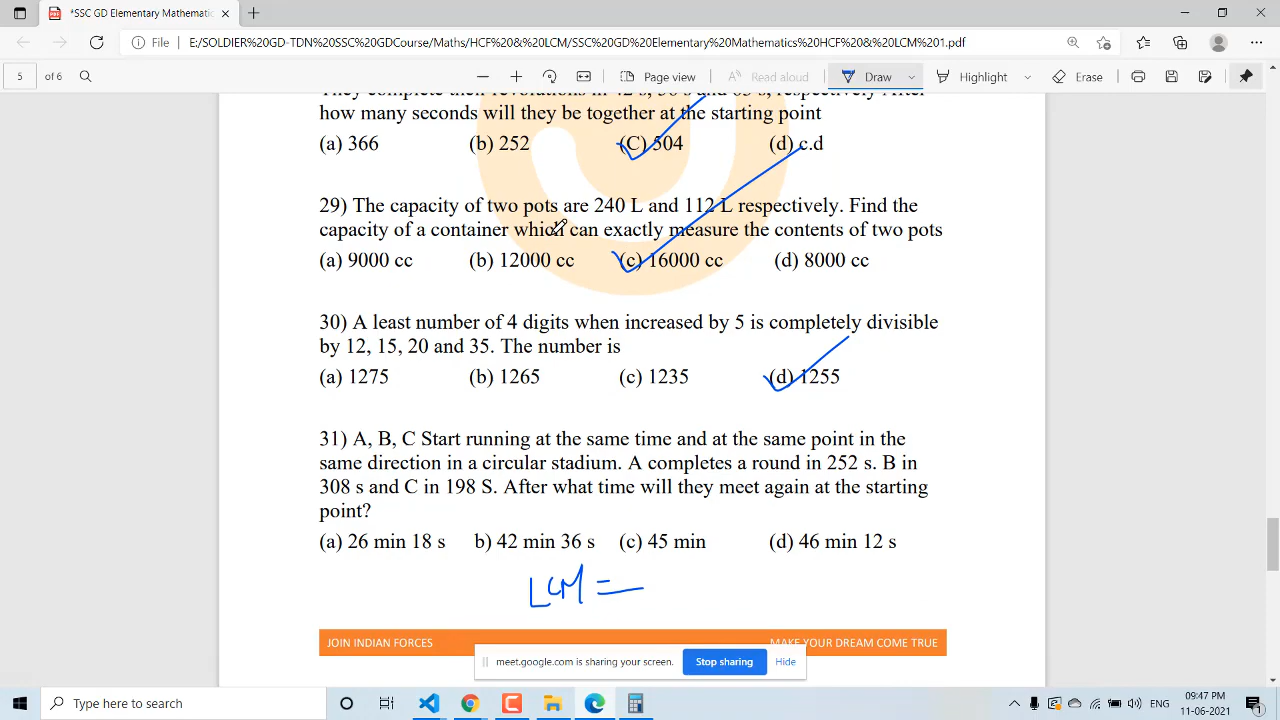 *SSC GD Elementary Mathemati
File
E:/SOLDIER%20GD-TDN%20SSC%20GDCourse/Maths/HCF%20&%20LCM/SSC%20GD%20Elementary%20Mathematics%20HCF%20&%20LCM%201.pdf
5 of 6
Page view
Read aloud
Draw
Highlight
Erase
how many seconds will they be together at the starting point
(a) 366 (b) 252 (C) 504 (d) c.d
29) The capacity of two pots are 240 L and 112 L respectively. Find the
capacity of a container which can exactly measure the contents of two pots
(a) 9000 cc (b) 12000 cc (c) 16000 cc (d) 8000 cc
30) A least number of 4 digits when increased by 5 is completely divisible
by 12, 15, 20 and 35. The number is
(a) 1275 (b) 1265 (c) 1235 (d) 1255
31) A, B, C Start running at the same time and at the same point in the
same direction in a circular stadium. A completes a round in 252 s. B in
308 s and C in 198 S. After what time will they meet again at the starting
point?
(a) 26 min 18 s b) 42 min 36 s (c) 45 min (d) 46 min 12 s
LCM =
JOIN INDIAN FORCES
MAKE YOUR DREAM COME TRUE
meet.google.com is sharing your screen. Stop sharing Hide
Type here to search
ENG
09:47 PM
11-06-2021
1